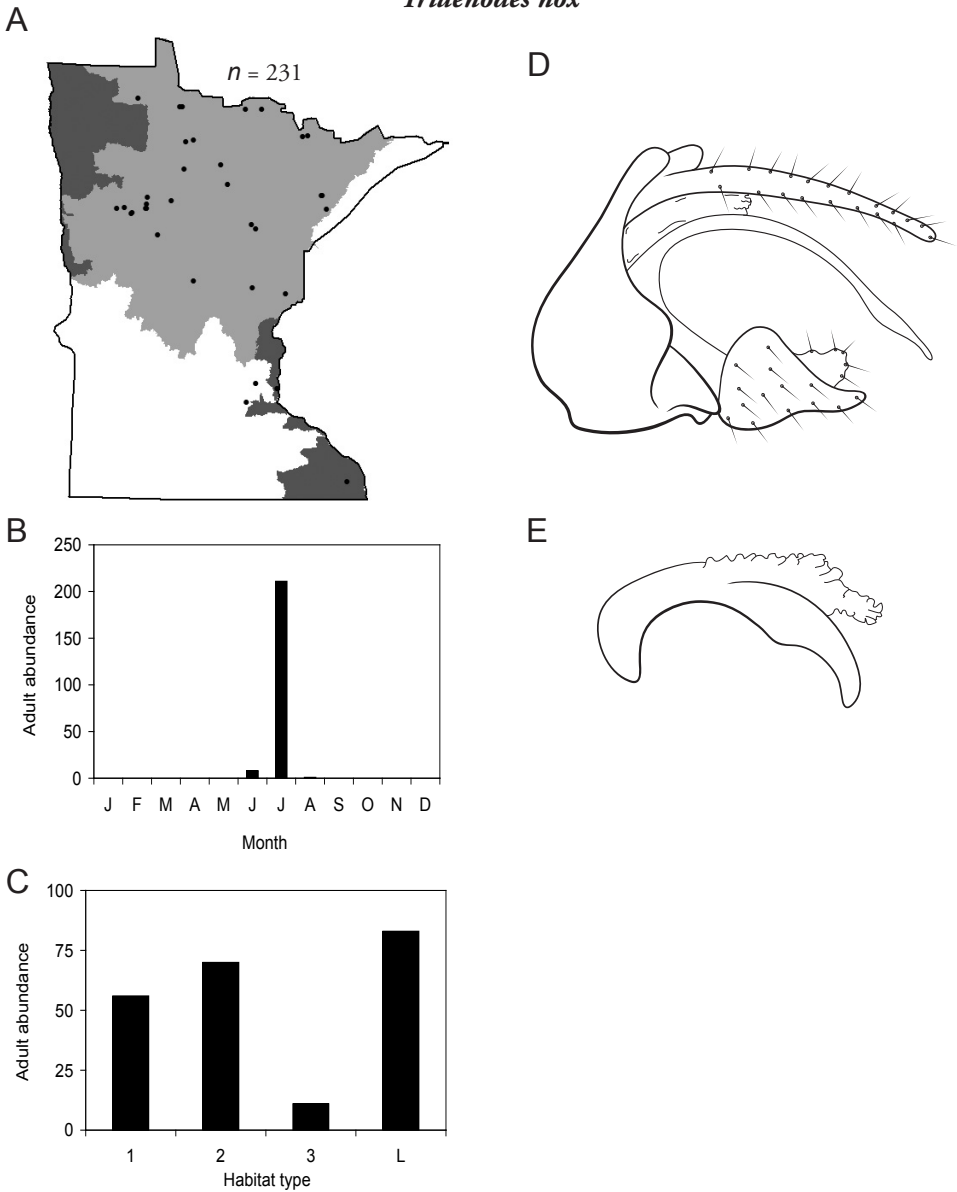 Triaenodes nox
A
n = 231
D
B
250
200
150
100
50
0
Adult abundance
J F M A M J J A S O N D
Month
E
C
100
75
50
25
0
Adult abundance
1 2 3 L
Habitat type